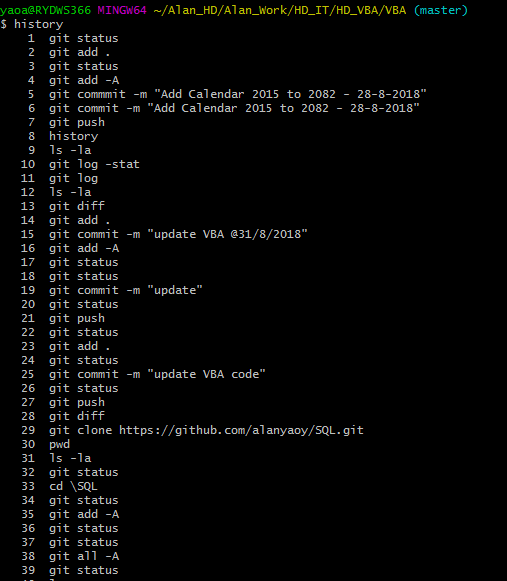 yaoa@RYDWS366 MINGW64 ~/Alan_HD/Alan_Work/HD_IT/HD_VBA/VBA (master)
$ history
1 git status
2 git add .
3 git status
4 git add -A
5 git commmit -m "Add Calendar 2015 to 2082 - 28-8-2018"
6 git commit -m "Add Calendar 2015 to 2082 - 28-8-2018"
7 git push
8 history
9 ls -la
10 git log -stat
11 git log
12 ls -la
13 git diff
14 git add .
15 git commit -m "update VBA @31/8/2018"
16 git add -A
17 git status
18 git status
19 git commit -m "update"
20 git status
21 git push
22 git status
23 git add .
24 git status
25 git commit -m "update VBA code"
26 git status
27 git push
28 git diff
29 git clone https://github.com/alanyaoy/SQL.git
30 pwd
31 ls -la
32 git status
33 cd \SQL
34 git status
35 git add -A
36 git status
37 git status
38 git all -A
39 git status